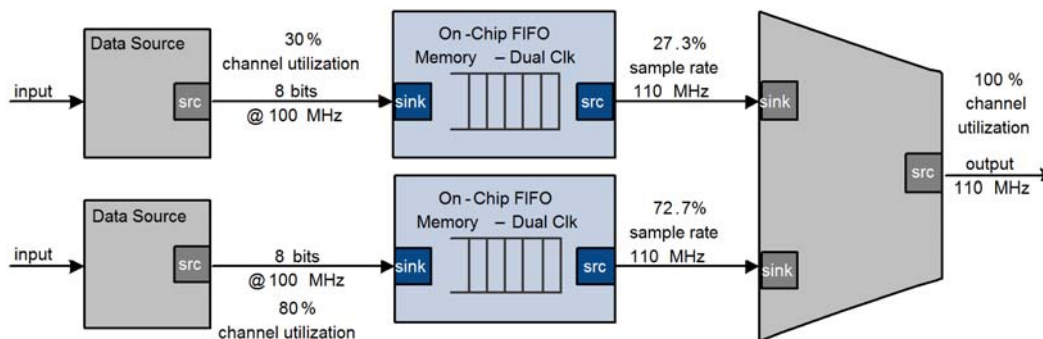 Data Source
input
src
30 %
channel utilization
8 bits
@ 100 MHz
On -Chip FIFO
Memory – Dual Clk
sink
src
27.3%
sample rate
110 MHz
sink
Data Source
input
src
8 bits
@ 100 MHz
80 %
channel utilization
On -Chip FIFO
Memory – Dual Clk
sink
src
72.7%
sample rate
110 MHz
sink
src
100 %
channel
utilization
output
110 MHz